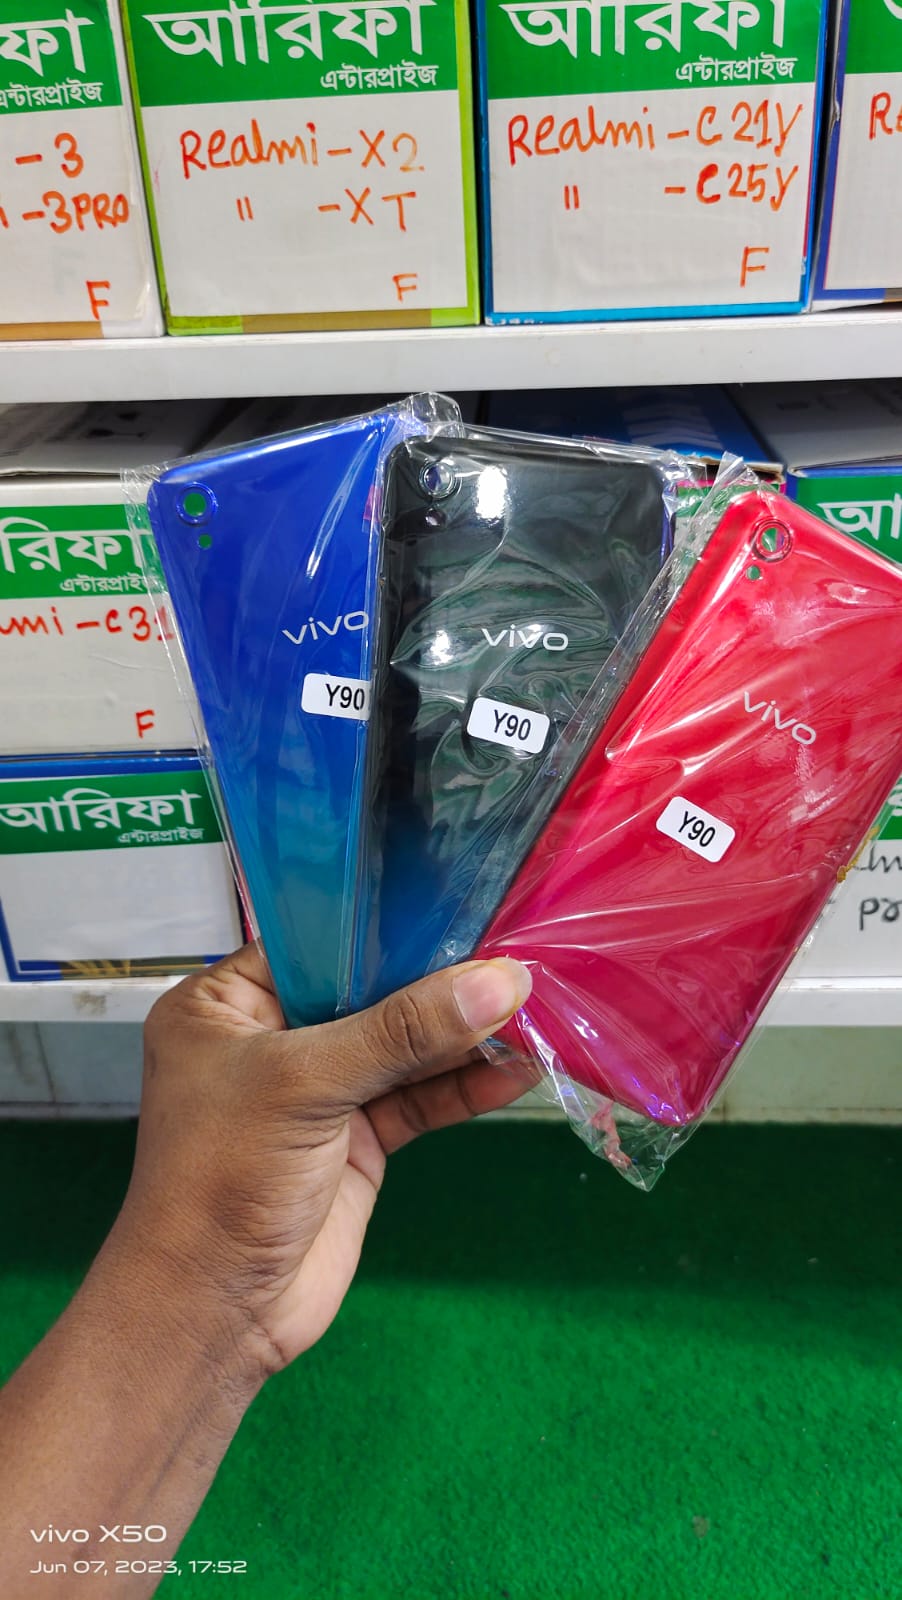 রিফা
এন্টারপ্রাইজ
- 3
-3PRO
F
আরিফা
এন্টারপ্রাইজ
Realmi - X2
" - XT
F
আরিফা
এন্টারপ্রাইজ
Realmi - C21Y
" - C25Y
F
রিফা
এন্টারপ্রাইজ
mi - C31
F
আরিফা
এন্টারপ্রাইজ
vivo
Y90
vivo
Y90
vivo
Y90
আ
vivo X50
Jun 07, 2023, 17:52